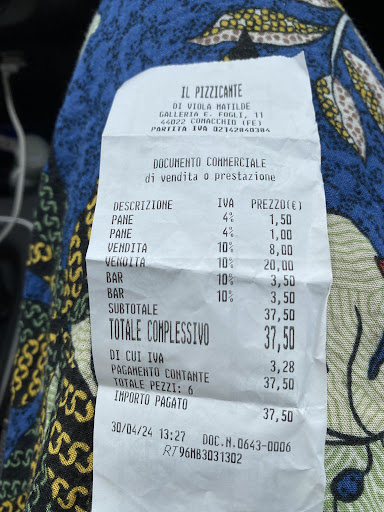 IL PIZZICANTE
DI VIOLA MATILDE
GALLERIA E. FOGLI, 11
44022 COMACCHIO (FE)
PARTITA IVA 02142040384
DOCUMENTO COMMERCIALE
di vendita o prestazione
DESCRIZIONE IVA PREZZO(€)
PANE 4% 1,50
PANE 4% 1,00
VENDITA 10% 8,00
VENDITA 10% 20,00
BAR 10% 3,50
BAR 10% 3,50
SUBTOTALE 37,50
TOTALE COMPLESSIVO 37,50
DI CUI IVA 3,28
PAGAMENTO CONTANTE 37,50
TOTALE PEZZI: 6
IMPORTO PAGATO 37,50
30/04/24 13:27 DOC.N.0643-0006
RT 96MB3031302